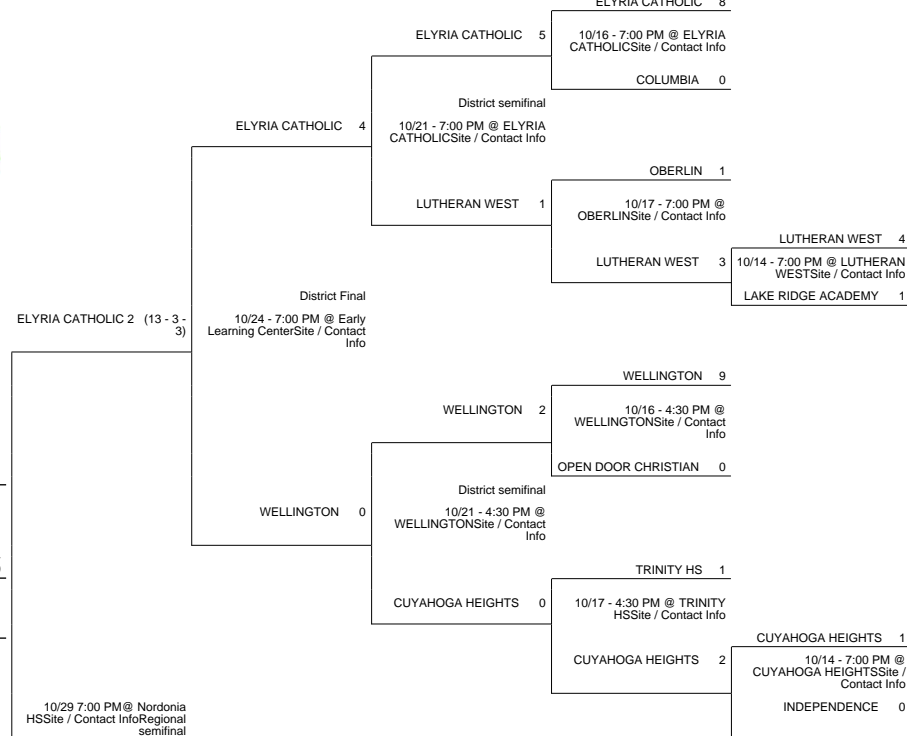 ELYRIA CATHOLIC 8
ELYRIA CATHOLIC 5
10/16 - 7:00 PM @ ELYRIA
CATHOLICSite / Contact Info
COLUMBIA 0
District semifinal
ELYRIA CATHOLIC 4
10/21 - 7:00 PM @ ELYRIA
CATHOLICSite / Contact Info
OBERLIN 1
LUTHERAN WEST 1
10/17 - 7:00 PM @
OBERLINSite / Contact Info
LUTHERAN WEST 4
LUTHERAN WEST 3
10/14 - 7:00 PM @ LUTHERAN
WESTSite / Contact Info
LAKE RIDGE ACADEMY 1
District Final
ELYRIA CATHOLIC 2 (13 - 3 -
3)
10/24 - 7:00 PM @ Early
Learning CenterSite / Contact
Info
WELLINGTON 9
WELLINGTON 2
10/16 - 4:30 PM @
WELLINGTONSite / Contact
Info
OPEN DOOR CHRISTIAN 0
District semifinal
WELLINGTON 0
10/21 - 4:30 PM @
WELLINGTONSite / Contact
Info
TRINITY HS 1
CUYAHOGA HEIGHTS 0
10/17 - 4:30 PM @ TRINITY
HSSite / Contact Info
CUYAHOGA HEIGHTS 1
CUYAHOGA HEIGHTS 2
10/14 - 7:00 PM @
CUYAHOGA HEIGHTSSite /
Contact Info
INDEPENDENCE 0
10/29 7:00 PM@ Nordonia
HSSite / Contact InfoRegional
semifinal